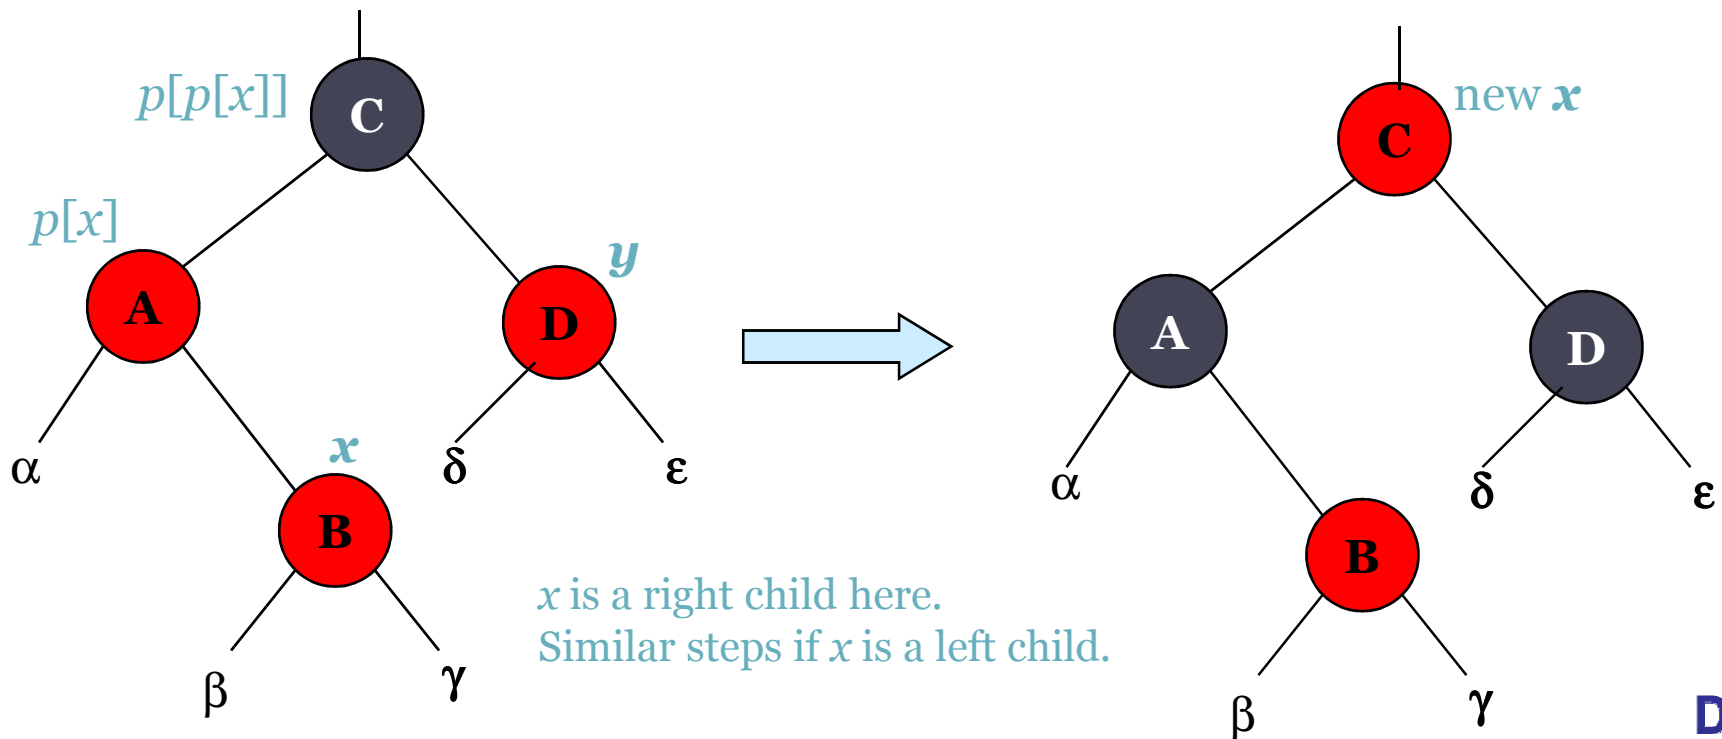 p[p[x]]
C
new x
C
p[x]
A
y
D
A
D
α
x
δ
ε
α
δ
ε
B
B
x is a right child here.
Similar steps if x is a left child.
β
γ
β
γ
D